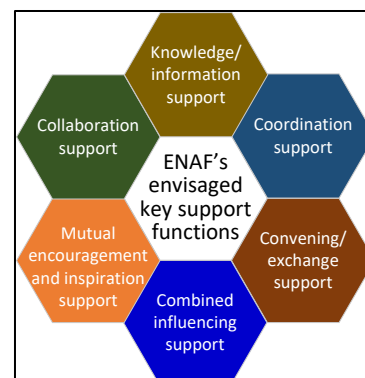 Knowledge/
information
support
Collaboration
support
Coordination
support
ENAF's
envisaged
key support
functions
Mutual
encouragement
and inspiration
support
Convening/
exchange
support
Combined
influencing
support